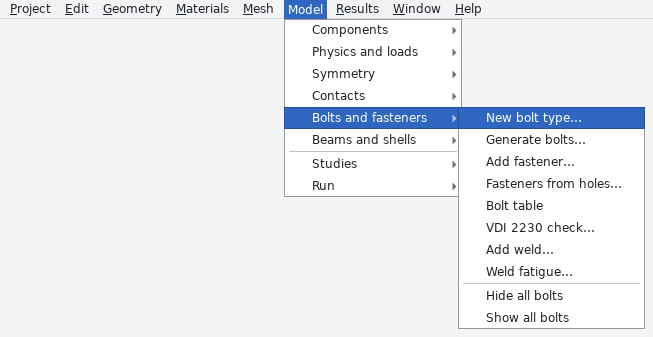 Project Edit Geometry Materials Mesh Model Results Window Help
Components
Physics and loads
Symmetry
Contacts
Bolts and fasteners
Beams and shells
Studies
Run
New bolt type...
Generate bolts...
Add fastener...
Fasteners from holes...
Bolt table
VDI 2230 check...
Add weld...
Weld fatigue...
Hide all bolts
Show all bolts